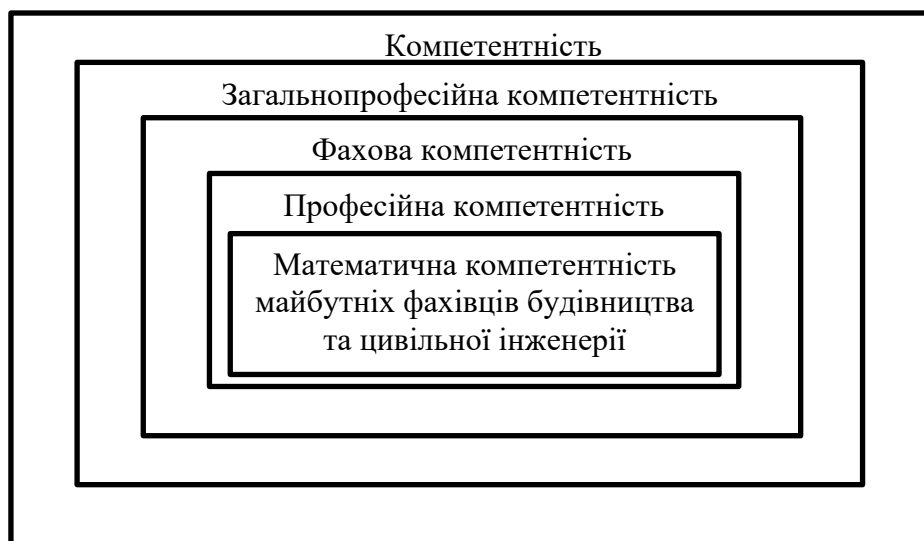 Компетентність
Загальнопрофесійна компетентність
Фахова компетентність
Професійна компетентність
Математична компетентність
майбутніх фахівців будівництва
та цивільної інженерії